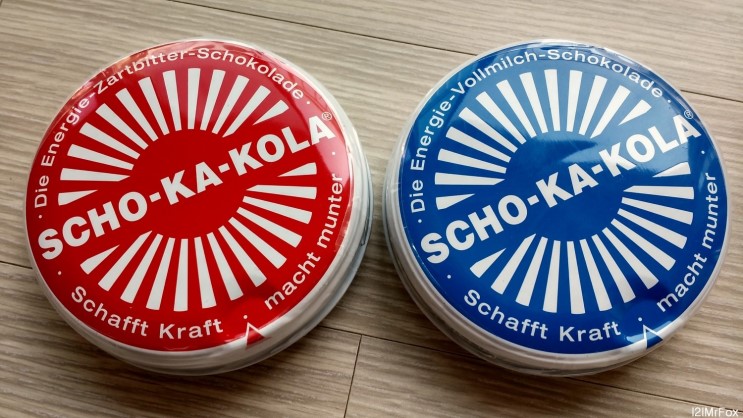 · Die Energie-Zartbitter-Schokolade ·
SCHO-KA-KOLA®
Schafft Kraft · macht munter ·
· Die Energie-Vollmilch-Schokolade ·
SCHO-KA-KOLA®
Schafft Kraft · macht munter ·
I2iMrFox